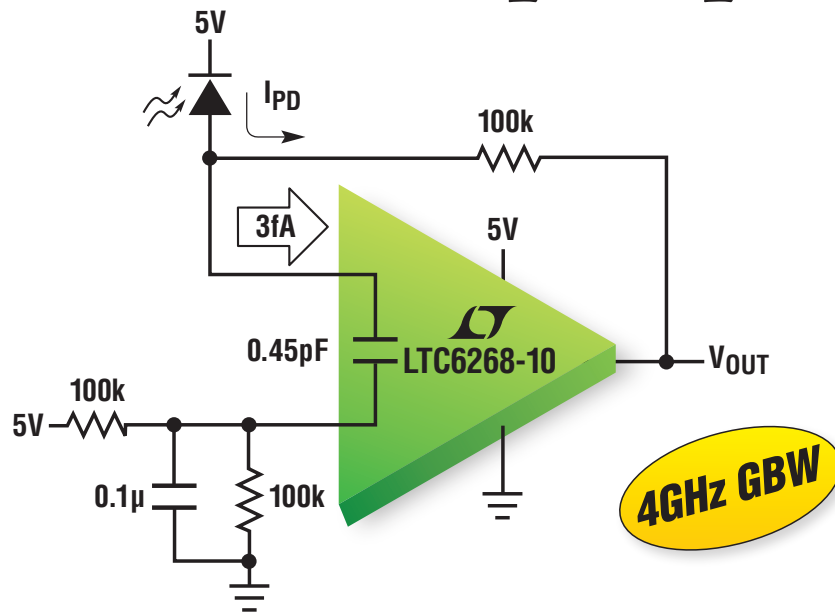 5V
I_PD
100k
3fA
5V
0.45pF
LTC6268-10
V_OUT
100k
5V
0.1µ
100k
4GHz GBW